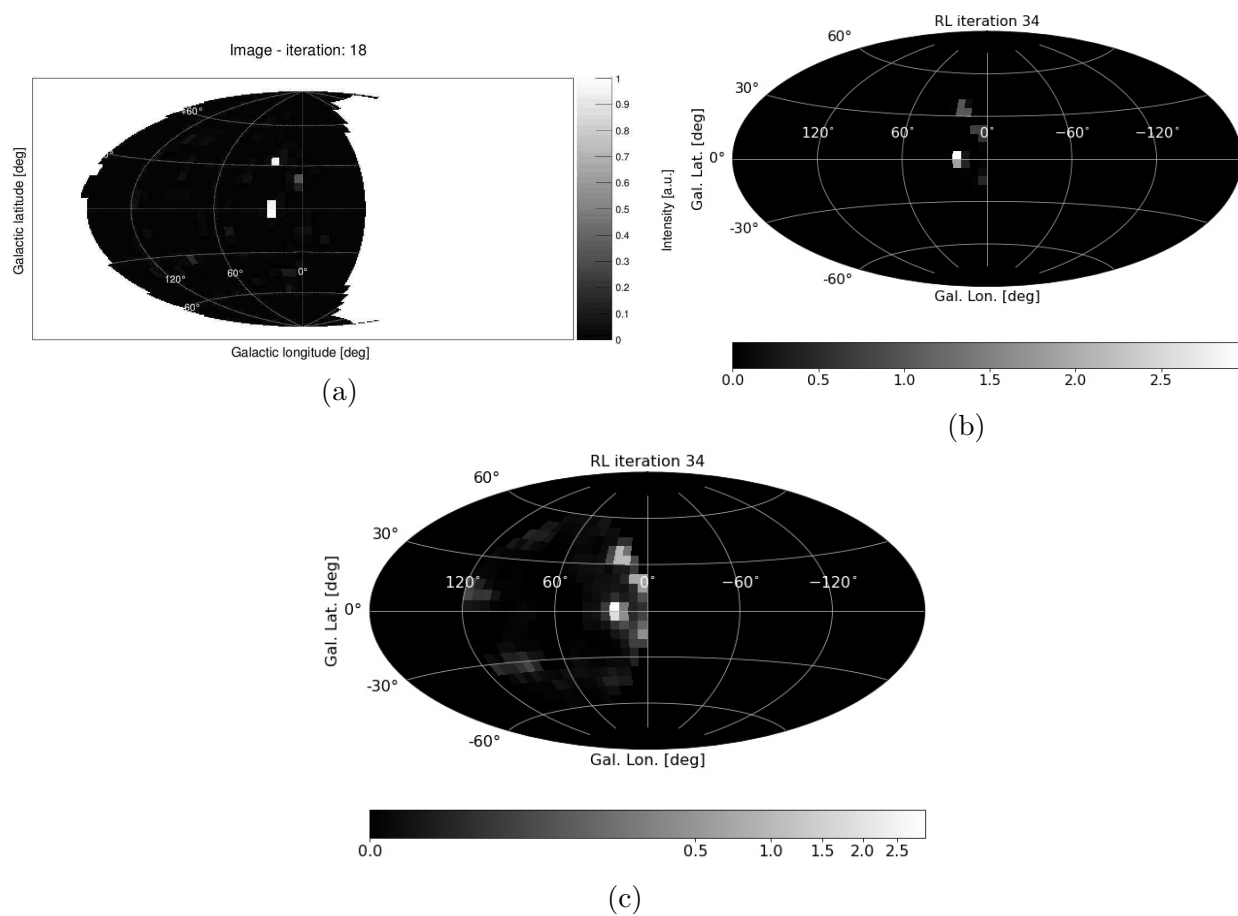 Image - iteration: 18
Galactic latitude [deg]
+60°
120°
60°
0°
-60°
Galactic longitude [deg]
1
0.9
0.8
0.7
0.6
0.5
0.4
0.3
0.2
0.1
0
Intensity [a.u.]
(a)
RL iteration 34
60°
30°
0°
-30°
-60°
Gal. Lat. [deg]
120°
60°
0°
−60°
−120°
Gal. Lon. [deg]
0.0 0.5 1.0 1.5 2.0 2.5
(b)
RL iteration 34
60°
30°
0°
-30°
-60°
Gal. Lat. [deg]
120°
60°
0°
−60°
−120°
Gal. Lon. [deg]
0.0 0.5 1.0 1.5 2.0 2.5
(c)